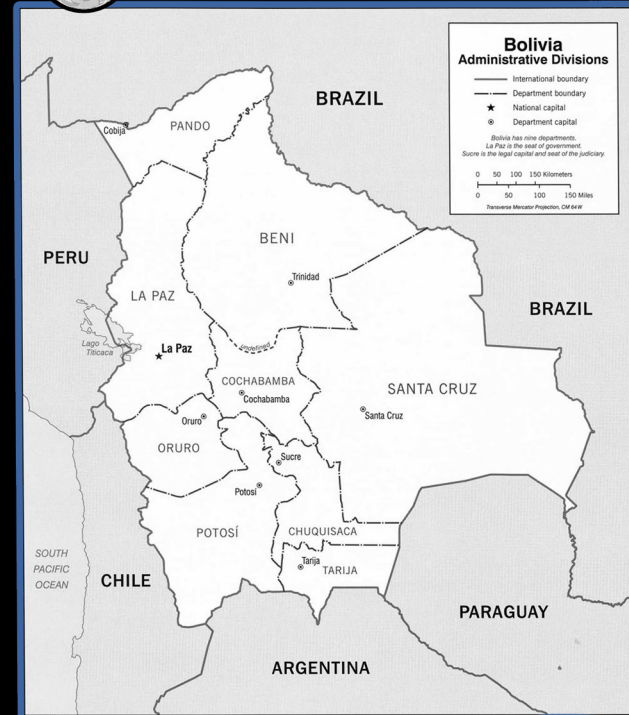 Bolivia
Administrative Divisions
International boundary
Department boundary
National capital
Department capital
Bolivia has nine departments.
La Paz is the seat of government.
Sucre is the legal capital and seat of the judiciary.
0 50 100 150 Kilometers
0 50 100 150 Miles
Transverse Mercator Projection, CM 64W
BRAZIL
PANDO
Cobija
BENI
PERU
Trinidad
LA PAZ
BRAZIL
Lago
Titicaca
La Paz
undefined
COCHABAMBA
Cochabamba
SANTA CRUZ
Santa Cruz
Oruro
ORURO
Sucre
Potosí
POTOSÍ
CHUQUISACA
SOUTH
PACIFIC
OCEAN
CHILE
Tarija
TARIJA
PARAGUAY
ARGENTINA